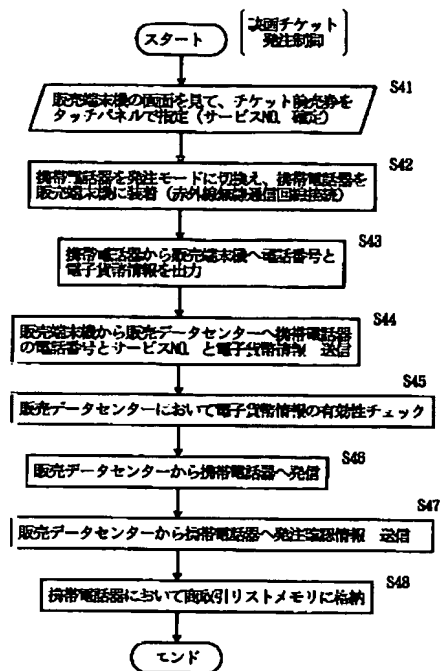 スタート
映画チケット
発注制御
S41
販売端末機の画面を見て、チケット前売券を
タッチパネルで指定(サービスNO. 確定)
S42
携帯電話器を発注モードに切換え、携帯電話器を
販売端末機に装着(赤外線無線通信回線接続)
S43
携帯電話器から販売端末機へ電話番号と
電子貨幣情報を出力
S44
販売端末機から販売データセンターへ携帯電話器
の電話番号とサービスNO. と電子貨幣情報 送信
S45
販売データセンターにおいて電子貨幣情報の有効性チェック
S46
販売データセンターから携帯電話器へ発信
S47
販売データセンターから携帯電話器へ発注確認情報 送信
S48
携帯電話器において商取引リストメモリに格納
エンド